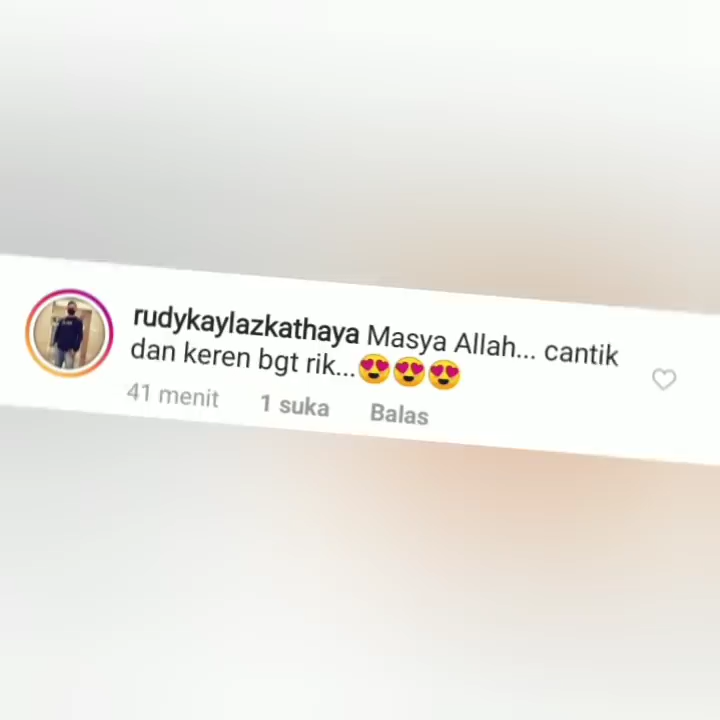 rudykaylazkathaya Masya Allah... cantik
dan keren bgt rik...😍😍😍
41 menit 1 suka Balas